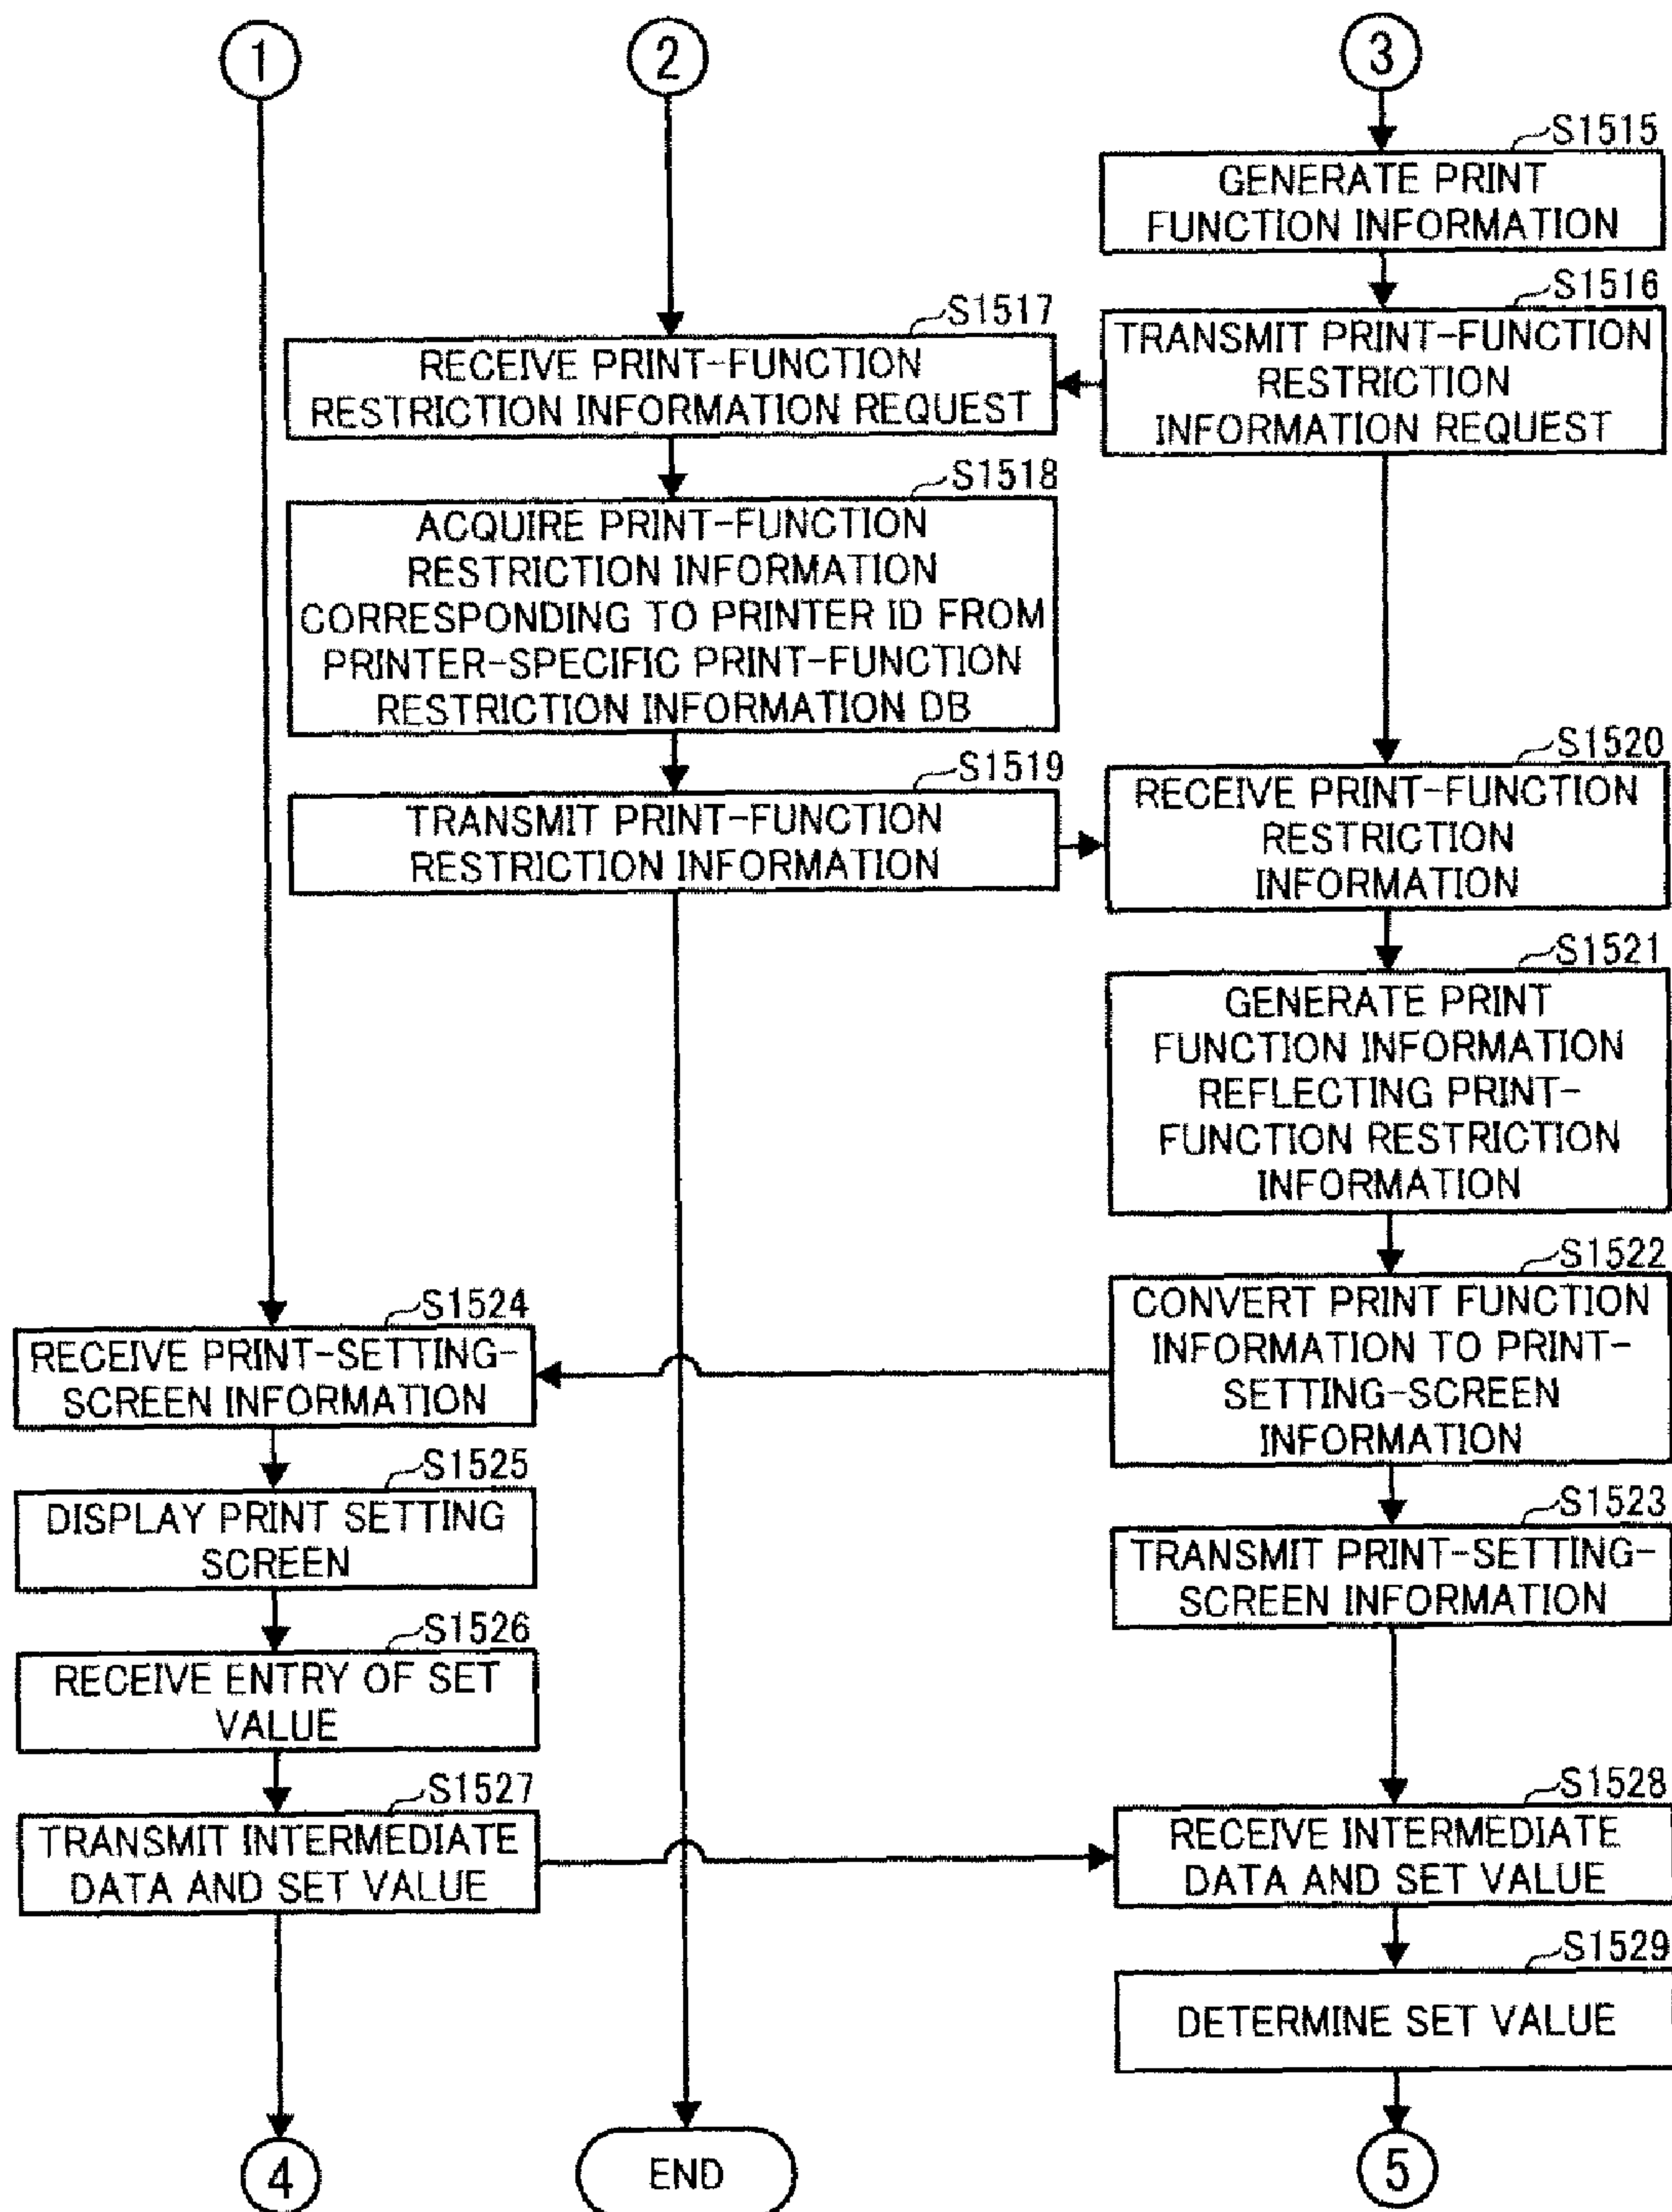 1
2
3
S1515
GENERATE PRINT
FUNCTION INFORMATION
S1516
TRANSMIT PRINT-FUNCTION
RESTRICTION
INFORMATION REQUEST
S1517
RECEIVE PRINT-FUNCTION
RESTRICTION INFORMATION REQUEST
S1518
ACQUIRE PRINT-FUNCTION
RESTRICTION INFORMATION
CORRESPONDING TO PRINTER ID FROM
PRINTER-SPECIFIC PRINT-FUNCTION
RESTRICTION INFORMATION DB
S1519
TRANSMIT PRINT-FUNCTION
RESTRICTION INFORMATION
S1520
RECEIVE PRINT-FUNCTION
RESTRICTION
INFORMATION
S1521
GENERATE PRINT
FUNCTION INFORMATION
REFLECTING PRINT-
FUNCTION RESTRICTION
INFORMATION
S1522
CONVERT PRINT FUNCTION
INFORMATION TO PRINT-
SETTING-SCREEN
INFORMATION
S1523
TRANSMIT PRINT-SETTING-
SCREEN INFORMATION
S1524
RECEIVE PRINT-SETTING-
SCREEN INFORMATION
S1525
DISPLAY PRINT SETTING
SCREEN
S1526
RECEIVE ENTRY OF SET
VALUE
S1527
TRANSMIT INTERMEDIATE
DATA AND SET VALUE
S1528
RECEIVE INTERMEDIATE
DATA AND SET VALUE
S1529
DETERMINE SET VALUE
4
END
5